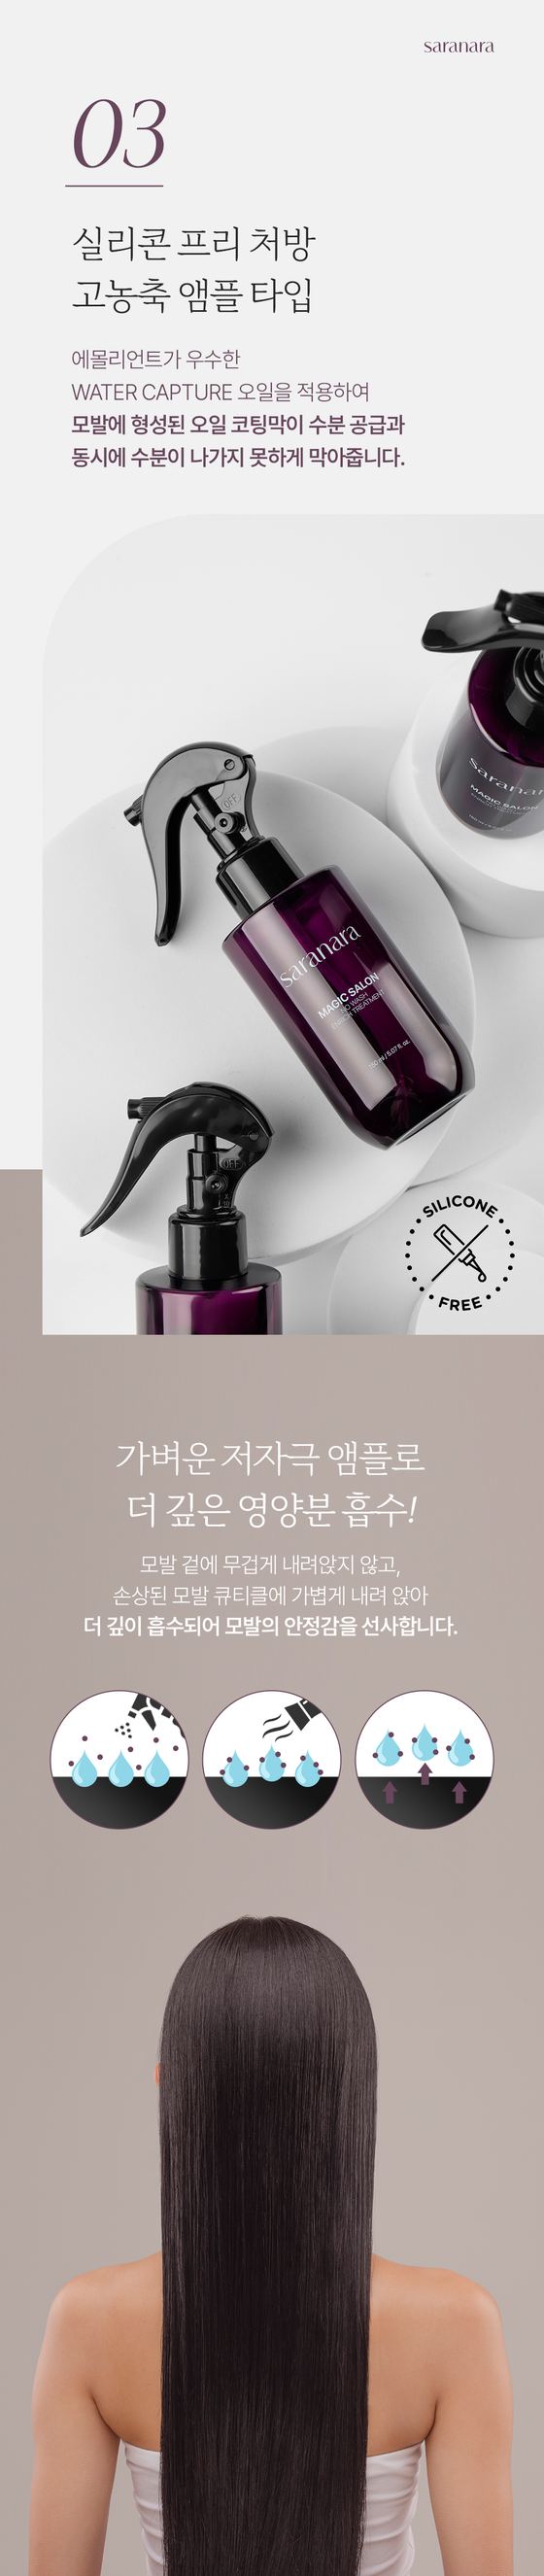 saranara
03
실리콘 프리 처방
고농축 앰플 타입
에몰리언트가 우수한
WATER CAPTURE 오일을 적용하여
모발에 형성된 오일 코팅막이 수분 공급과
동시에 수분이 나가지 못하게 막아줍니다.
saranara
MAGIC SALON
OFF
saranara
MAGIC SALON
NO WASH
ENRICH TREATMENT
OFF
SILICONE
FREE
가벼운 저자극 앰플로
더 깊은 영양분 흡수!
모발 겉에 무겁게 내려앉지 않고,
손상된 모발 큐티클에 가볍게 내려 앉아
더 깊이 흡수되어 모발의 안정감을 선사합니다.